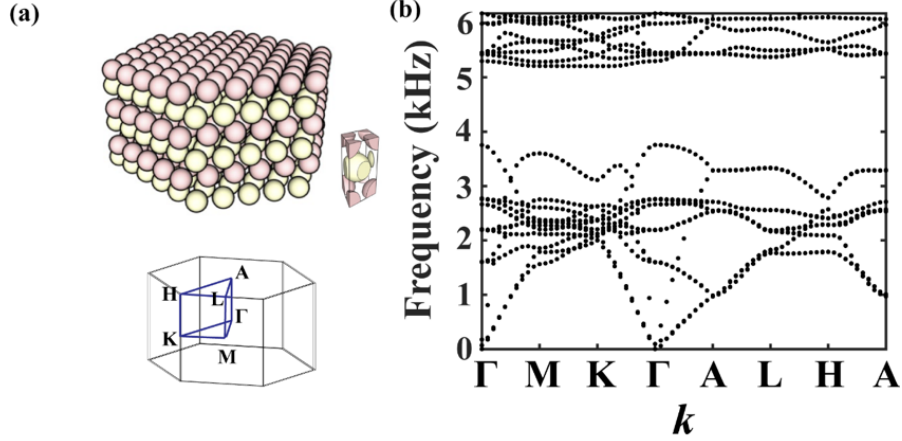 (a)
A
H
L
Γ
K
M
(b)
Frequency (kHz)
6
5
4
3
2
1
0
Γ M K Γ A L H A
k